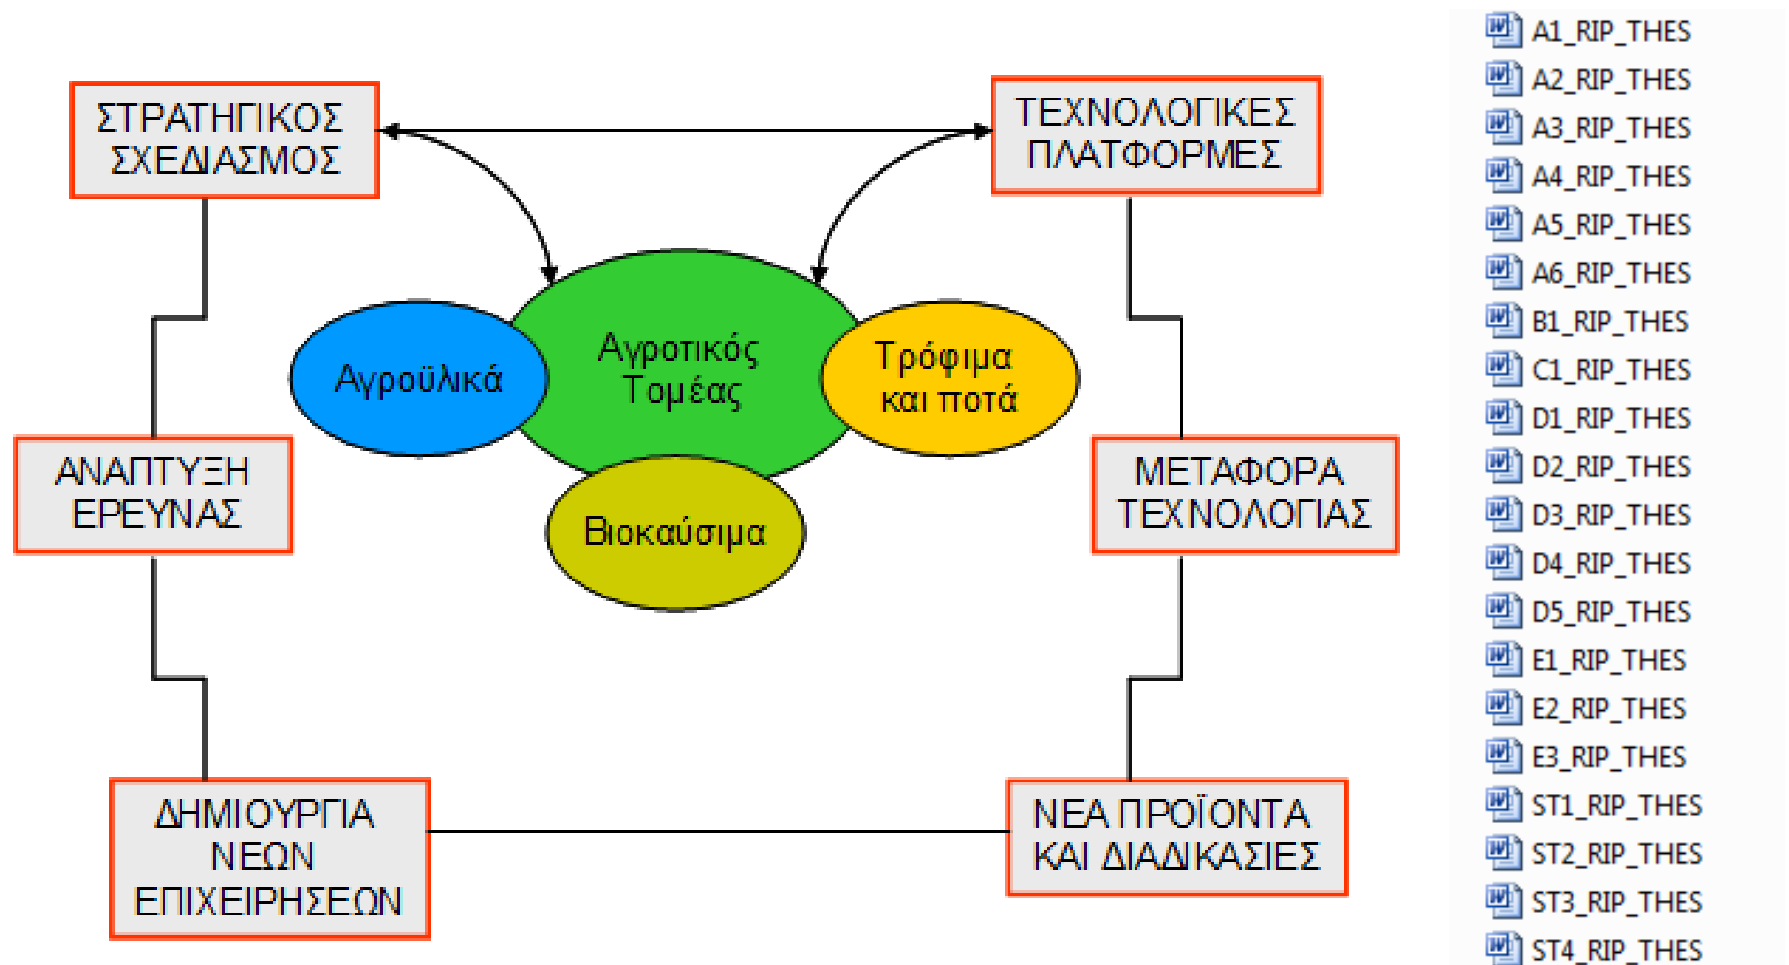 ΣΤΡΑΤΗΓΙΚΟΣ
ΣΧΕΔΙΑΣΜΟΣ
ΤΕΧΝΟΛΟΓΙΚΕΣ
ΠΛΑΤΦΟΡΜΕΣ
Αγροϋλικά
Αγροτικός
Τομέας
Τρόφιμα
και ποτά
Βιοκαύσιμα
ΑΝΑΠΤΥΞΗ
ΕΡΕΥΝΑΣ
ΜΕΤΑΦΟΡΑ
ΤΕΧΝΟΛΟΓΙΑΣ
ΔΗΜΙΟΥΡΓΙΑ
ΝΕΩΝ
ΕΠΙΧΕΙΡΗΣΕΩΝ
ΝΕΑ ΠΡΟΪΟΝΤΑ
ΚΑΙ ΔΙΑΔΙΚΑΣΙΕΣ
A1_RIP_THES
A2_RIP_THES
A3_RIP_THES
A4_RIP_THES
A5_RIP_THES
A6_RIP_THES
B1_RIP_THES
C1_RIP_THES
D1_RIP_THES
D2_RIP_THES
D3_RIP_THES
D4_RIP_THES
D5_RIP_THES
E1_RIP_THES
E2_RIP_THES
E3_RIP_THES
ST1_RIP_THES
ST2_RIP_THES
ST3_RIP_THES
ST4_RIP_THES